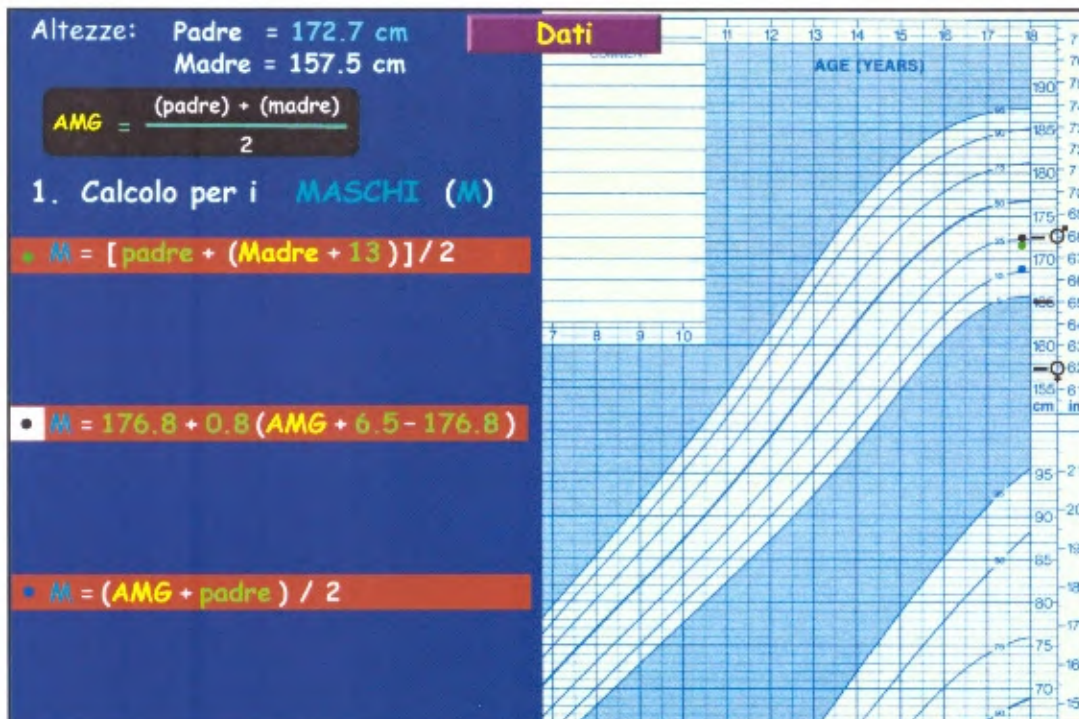 Altezze: Padre = 172.7 cm
Madre = 157.5 cm
Dati
AMG = (padre) + (madre)
2
1. Calcolo per i MASCHI (M)
• M = [padre + (Madre + 13)] / 2
• M = 176.8 + 0.8 (AMG + 6.5 - 176.8)
• M = (AMG + padre) / 2
11 12 13 14 15 16 17 18
AGE (YEARS)
7 8 9 10
190
185
180
175
170
165
160
155
cm in
95
90
85
80
75
70